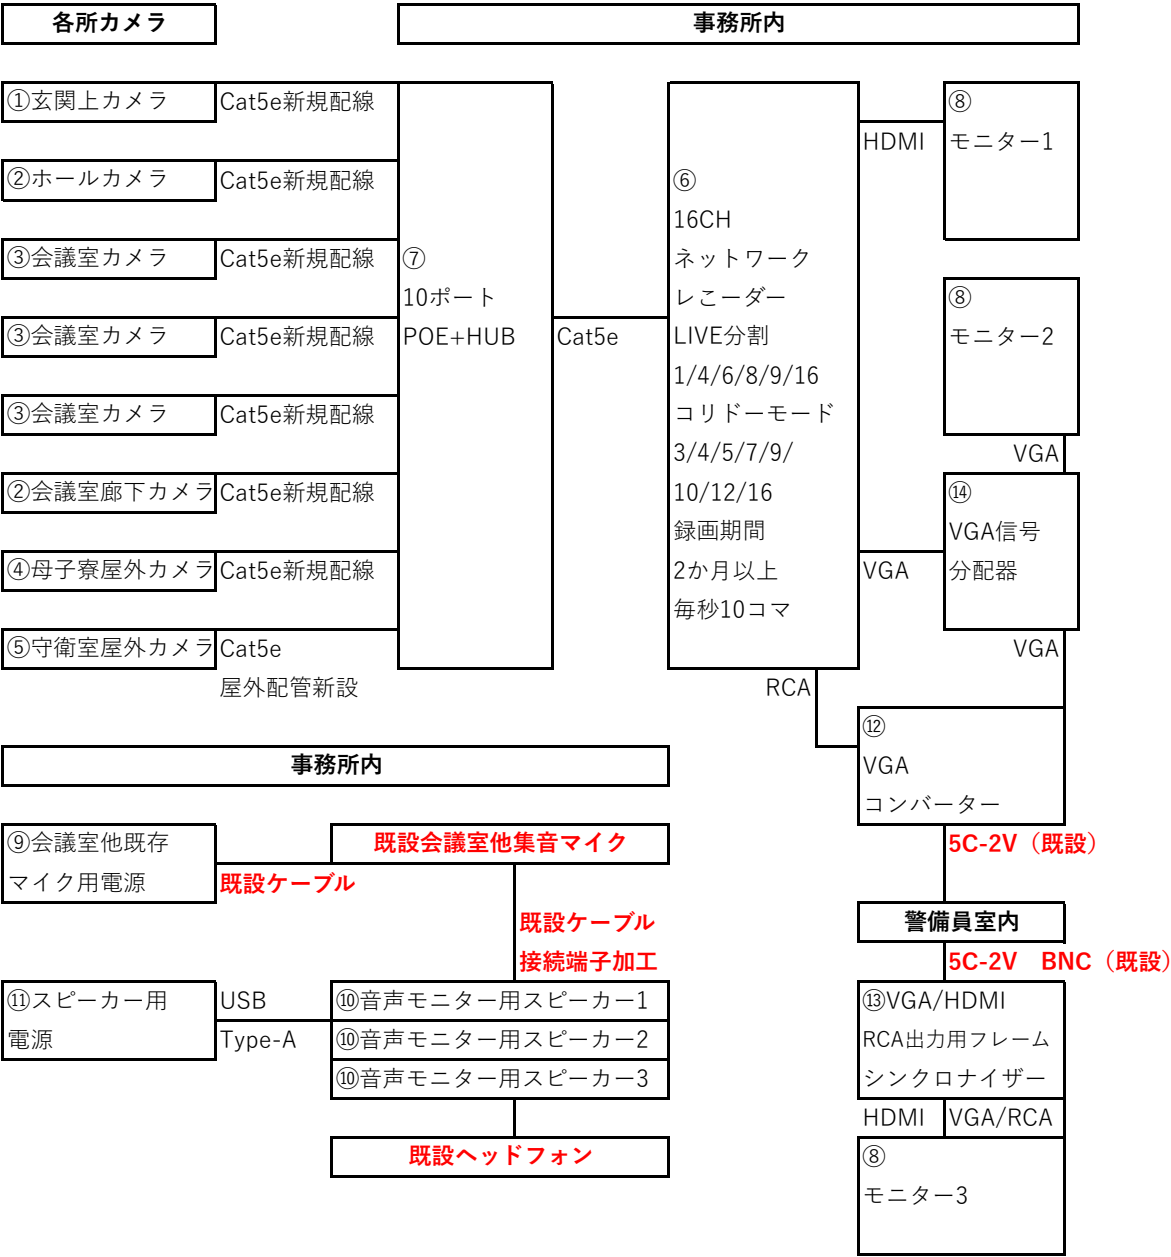 各所カメラ
事務所内
①玄関上カメラ
Cat5e新規配線
②ホールカメラ
Cat5e新規配線
③会議室カメラ
Cat5e新規配線
③会議室カメラ
Cat5e新規配線
③会議室カメラ
Cat5e新規配線
②会議室廊下カメラ
Cat5e新規配線
④母子寮屋外カメラ
Cat5e新規配線
⑤守衛室屋外カメラ
Cat5e
屋外配管新設
⑦
10ポート
POE+HUB
Cat5e
⑥
16CH
ネットワーク
レこーダー
LIVE分割
1/4/6/8/9/16
コリドーモード
3/4/5/7/9/
10/12/16
録画期間
2か月以上
毎秒10コマ
HDMI
⑧
モニター1
⑧
モニター2
VGA
VGA
⑭
VGA信号
分配器
VGA
RCA
⑫
VGA
コンバーター
5C-2V（既設）
警備員室内
5C-2V　BNC（既設）
⑬VGA/HDMI
RCA出力用フレーム
シンクロナイザー
HDMI
VGA/RCA
⑧
モニター3
事務所内
⑨会議室他既存
マイク用電源
既設ケーブル
既設会議室他集音マイク
既設ケーブル
接続端子加工
⑪スピーカー用
電源
USB
Type-A
⑩音声モニター用スピーカー1
⑩音声モニター用スピーカー2
⑩音声モニター用スピーカー3
既設ヘッドフォン